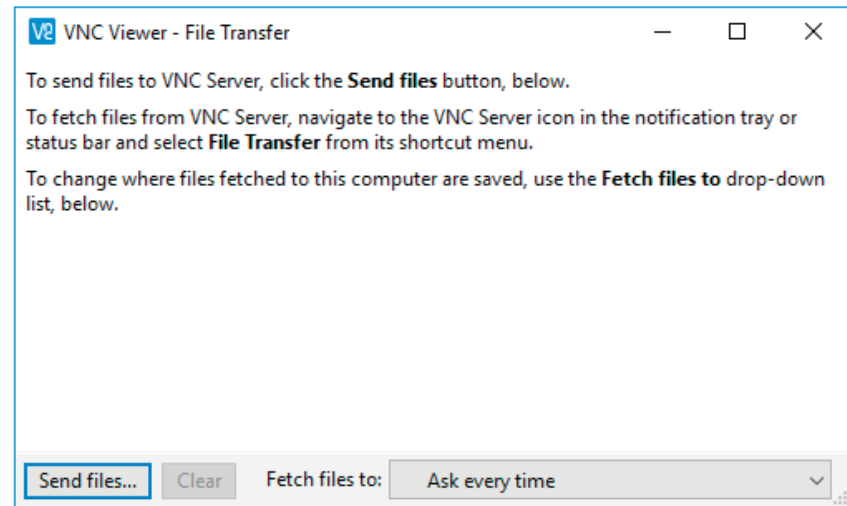 V2 VNC Viewer - File Transfer
To send files to VNC Server, click the Send files button, below.
To fetch files from VNC Server, navigate to the VNC Server icon in the notification tray or
status bar and select File Transfer from its shortcut menu.
To change where files fetched to this computer are saved, use the Fetch files to drop-down
list, below.
Send files... Clear Fetch files to: Ask every time